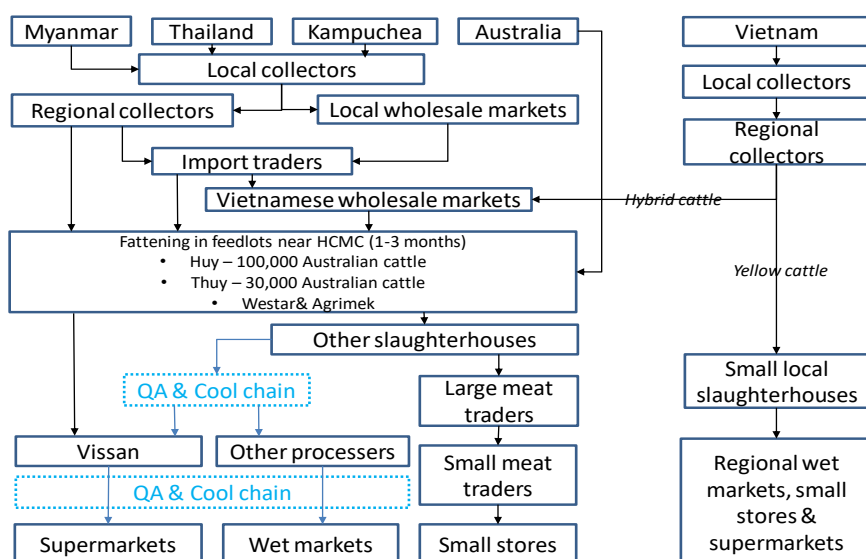 Myanmar
Thailand
Kampuchea
Australia
Vietnam
Local collectors
Local collectors
Regional collectors
Local wholesale markets
Regional
collectors
Import traders
Vietnamese wholesale markets
Hybrid cattle
Fattening in feedlots near HCMC (1-3 months)
• Huy – 100,000 Australian cattle
• Thuy – 30,000 Australian cattle
• Westar& Agrimek
Yellow cattle
Other slaughterhouses
QA & Cool chain
Large meat
traders
Small local
slaughterhouses
Vissan
Other processers
Small meat
traders
Regional wet
markets, small
stores &
supermarkets
QA & Cool chain
Supermarkets
Wet markets
Small stores